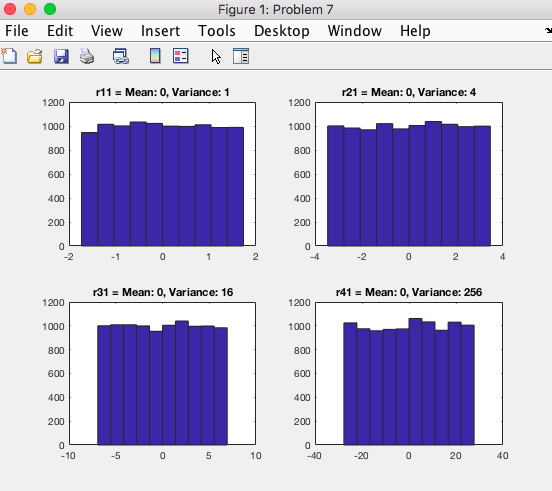 Figure 1: Problem 7
File Edit View Insert Tools Desktop Window Help
r11 = Mean: 0, Variance: 1
1200
1000
800
600
400
200
0
-2 -1 0 1 2
r21 = Mean: 0, Variance: 4
1200
1000
800
600
400
200
0
-4 -2 0 2 4
r31 = Mean: 0, Variance: 16
1200
1000
800
600
400
200
0
-10 -5 0 5 10
r41 = Mean: 0, Variance: 256
1200
1000
800
600
400
200
0
-40 -20 0 20 40